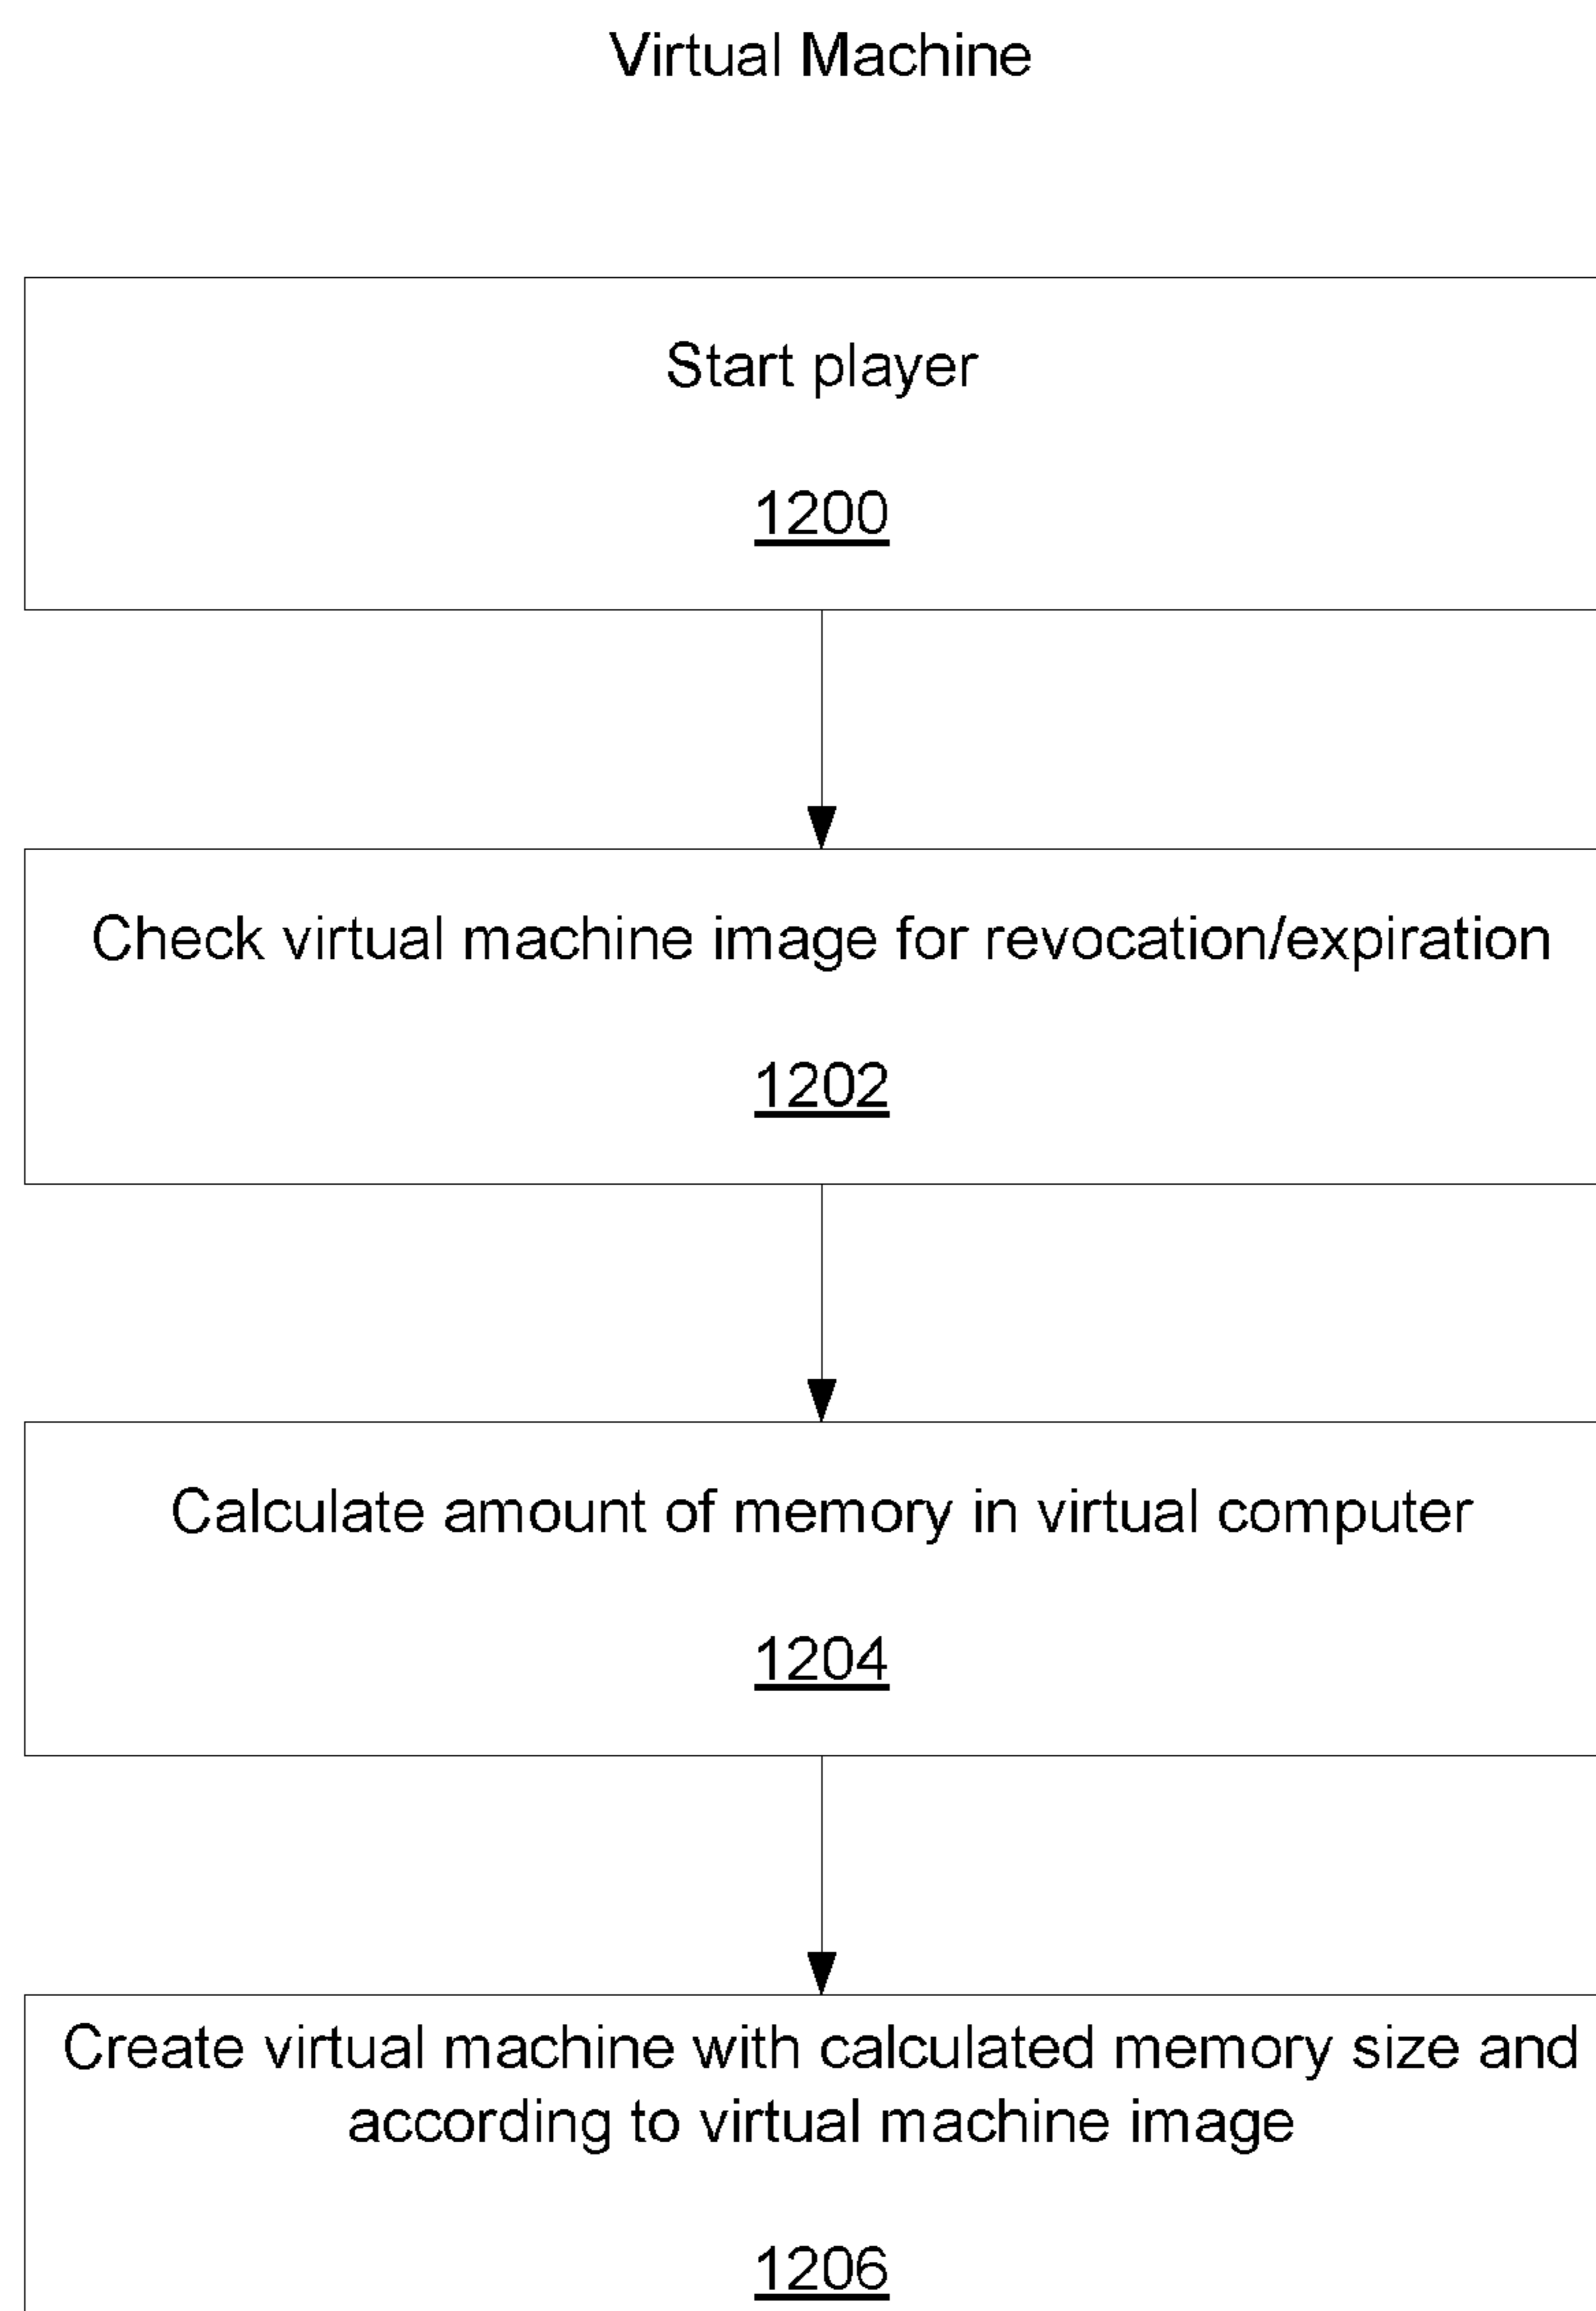 Virtual Machine
Start player
1200
Check virtual machine image for revocation/expiration
1202
Calculate amount of memory in virtual computer
1204
Create virtual machine with calculated memory size and
according to virtual machine image
1206